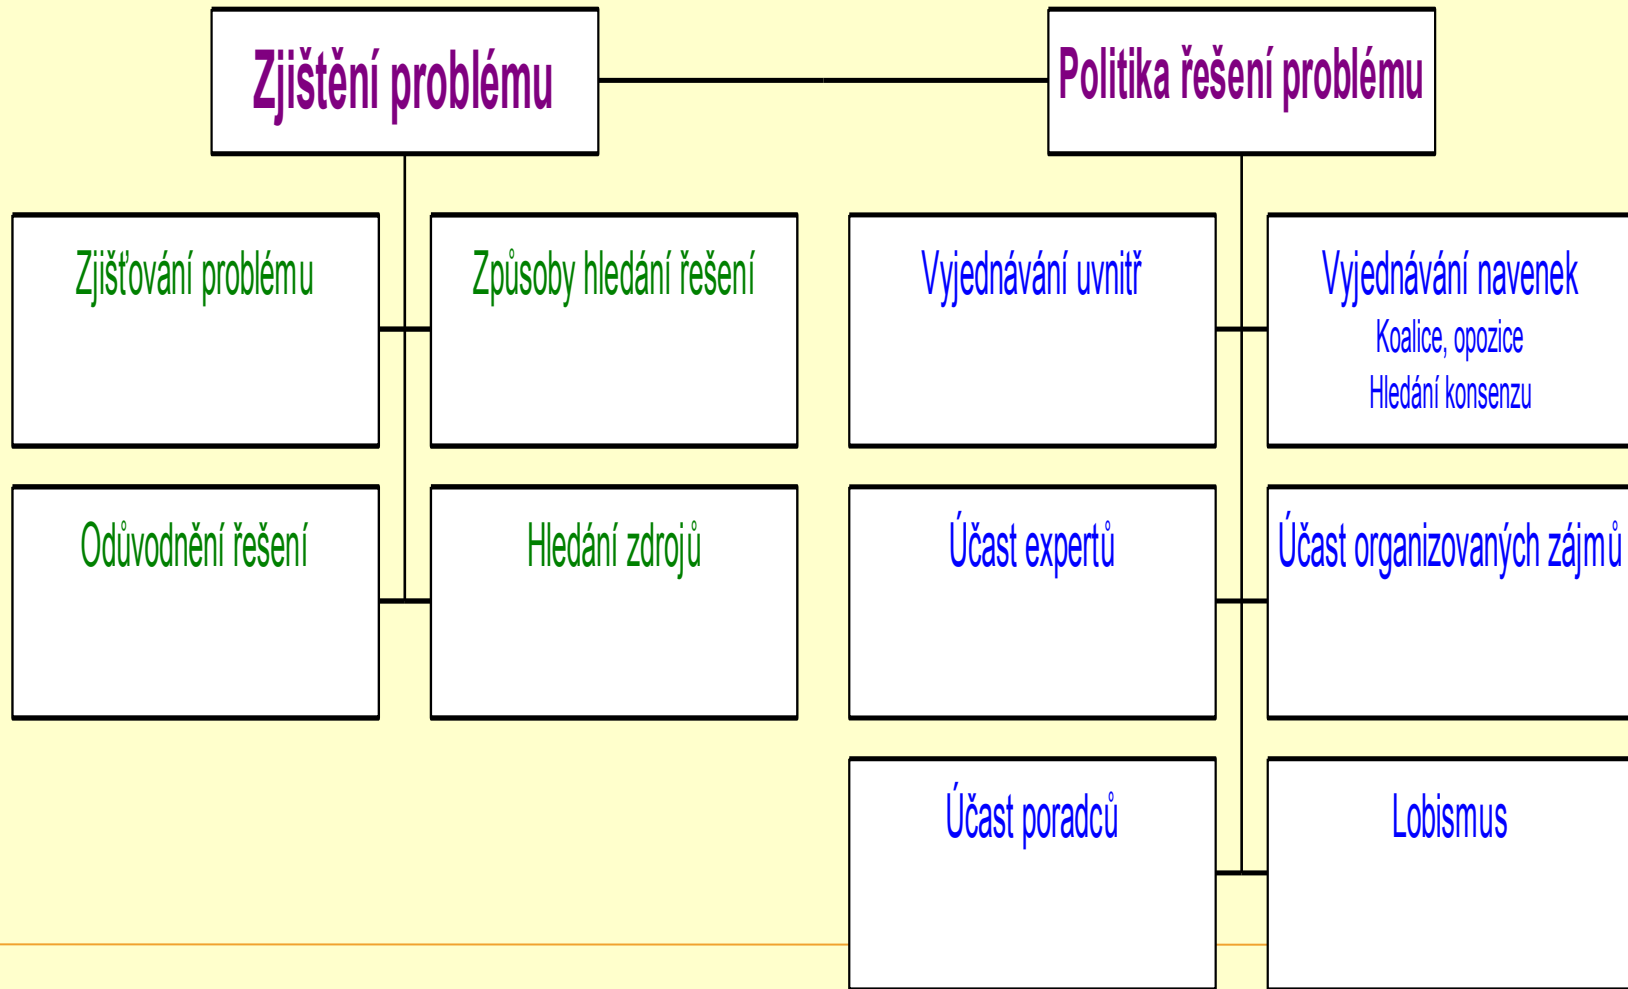 Zjištění problému
Politika řešení problému
Zjišťování problému
Způsoby hledání řešení
Odůvodnění řešení
Hledání zdrojů
Vyjednávání uvnitř
Vyjednávání navenek
Koalice, opozice
Hledání konsenzu
Účast expertů
Účast organizovaných zájmů
Účast poradců
Lobismus